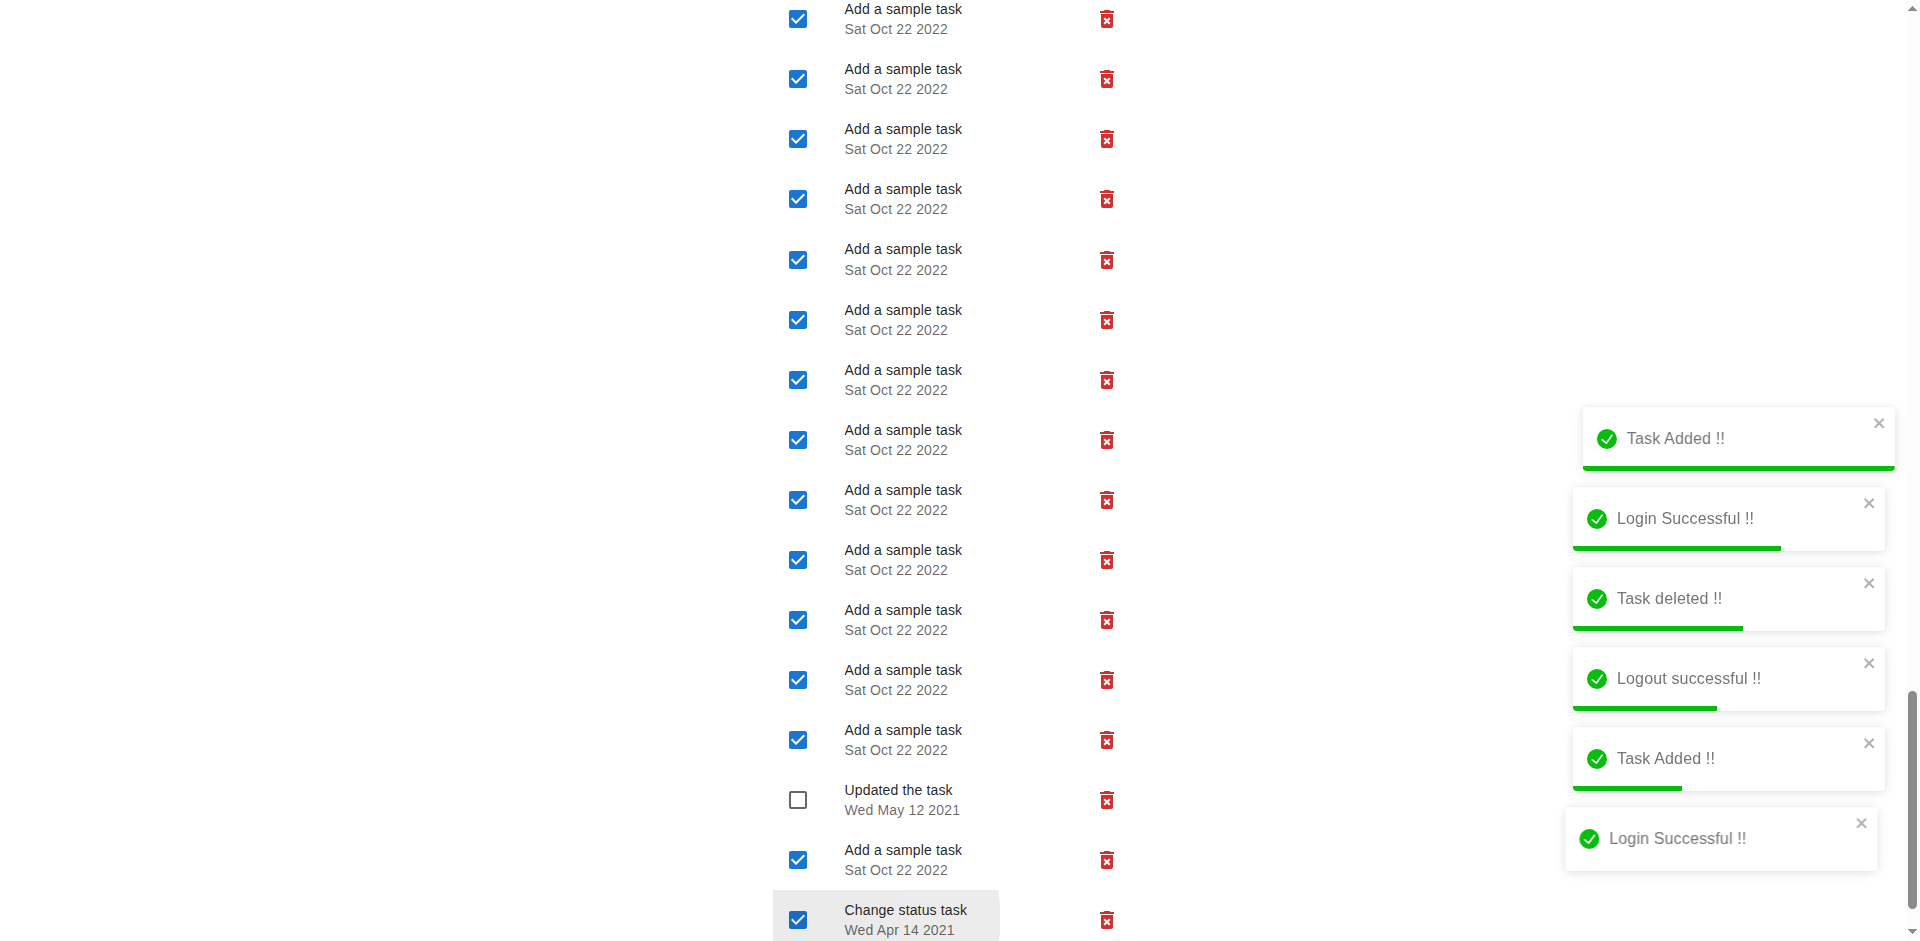 Add a sample task
Sat Oct 22 2022
Add a sample task
Sat Oct 22 2022
Add a sample task
Sat Oct 22 2022
Add a sample task
Sat Oct 22 2022
Add a sample task
Sat Oct 22 2022
Add a sample task
Sat Oct 22 2022
Add a sample task
Sat Oct 22 2022
Add a sample task
Sat Oct 22 2022
Add a sample task
Sat Oct 22 2022
Add a sample task
Sat Oct 22 2022
Add a sample task
Sat Oct 22 2022
Add a sample task
Sat Oct 22 2022
Add a sample task
Sat Oct 22 2022
Updated the task
Wed May 12 2021
Add a sample task
Sat Oct 22 2022
Change status task
Wed Apr 14 2021
Task Added !!
Login Successful !!
Task deleted !!
Logout successful !!
Task Added !!
Login Successful !!